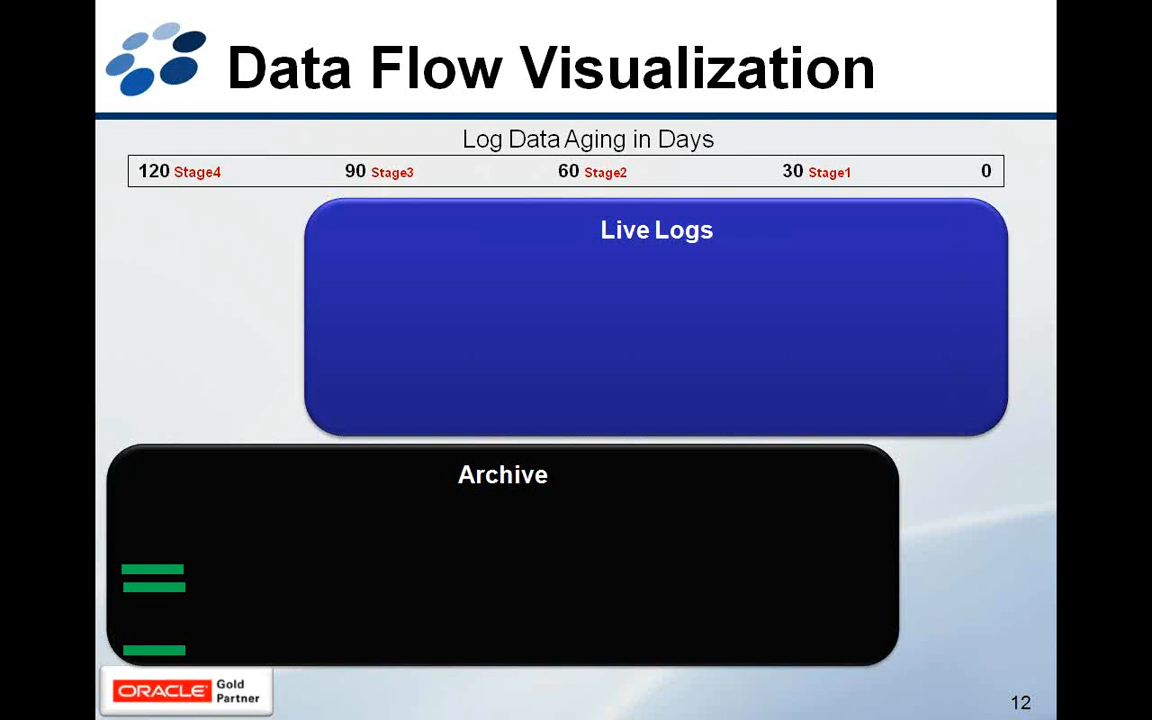 Data Flow Visualization
Log Data Aging in Days
120 Stage4 90 Stage3 60 Stage2 30 Stage1 0
Live Logs
Archive
ORACLE Gold Partner
12